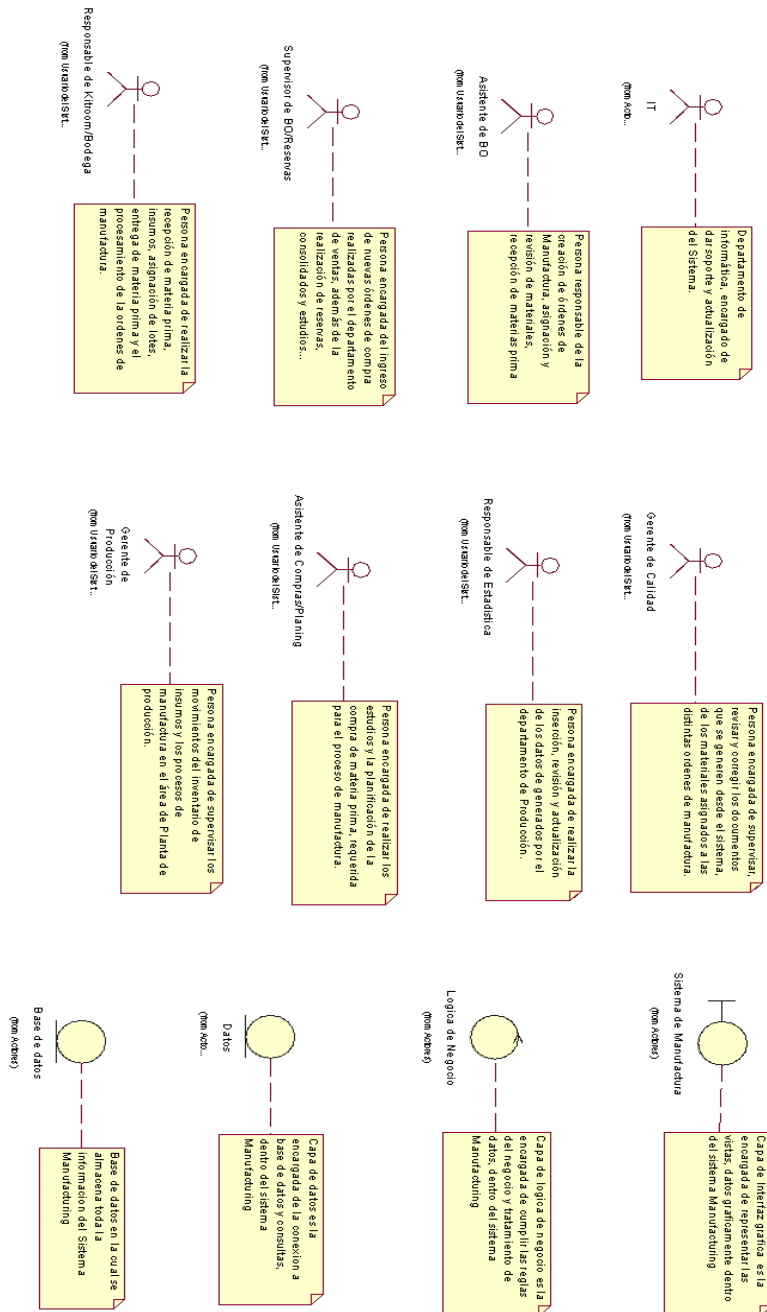 IT
(from Acto...
Departamento de
informática, encargado de
dar soporte y actualización
del Sistema.
Gerente de Calidad
(from UsuariodelSist...
Persona encargada de supervisar,
revisar y corregir los documentos
que se generen desde el sistema,
de los materiales asignados a las
distintas ordenes de manufactura.
Sistema de Manufactura
(from Actores)
Capa de Interfaz grafica es la
encargada de representar las
vistas, datos graficamente dentro
del sistema Manufacturing
Asistente de BO
(from UsuariodelSist...
Persona responsable de la
creación de órdenes de
Manufactura, asignación y
revisión de materiales,
recepción de materias prima
Responsable de Estadistica
(from UsuariodelSist...
Persona encargada de realizar la
inserción, revisión y actualización
de los datos de generados por el
departamento de Producción.
Logica de Negocio
(from Actores)
Capa de logica de negocio es la
encargada de cumplir las reglas
del negocio y tratamiento de
datos, dentro del sistema
Manufacturing
Supervisor de BO/Reservas
(from UsuariodelSist...
Persona encargada del ingreso
de nuevas órdenes de compra
realizadas por el departamento
de ventas, además de la
realización de reservas,
consolidados y estudios...
Asistente de Compras/Planing
(from UsuariodelSist...
Persona encargada de realizar los
estudios y la planificación de la
compra de materia prima, requerida
para el proceso de manufactura.
Datos
(from Acto...
Capa de datos es la
encargada de la conexion a
base de datos y consultas,
dentro del sistema
Manufacturing
Responsable de Kitroom/Bodega
(from UsuariodelSist...
Persona encargada de realizar la
recepción de materia prima,
insumos, asignación de lotes,
entrega de materia prima y el
procesamiento de la ordenes de
manufactura.
Gerente de
Producción
(from UsuariodelSist...
Persona encargada de supervisar los
movimientos del Inventario de
insumos y los procesos de
manufactura en el área de Planta de
producción.
Base de datos
(from Actores)
Base de datos en la cual se
almacena toda la
informacion del Sistema
Manufacturing